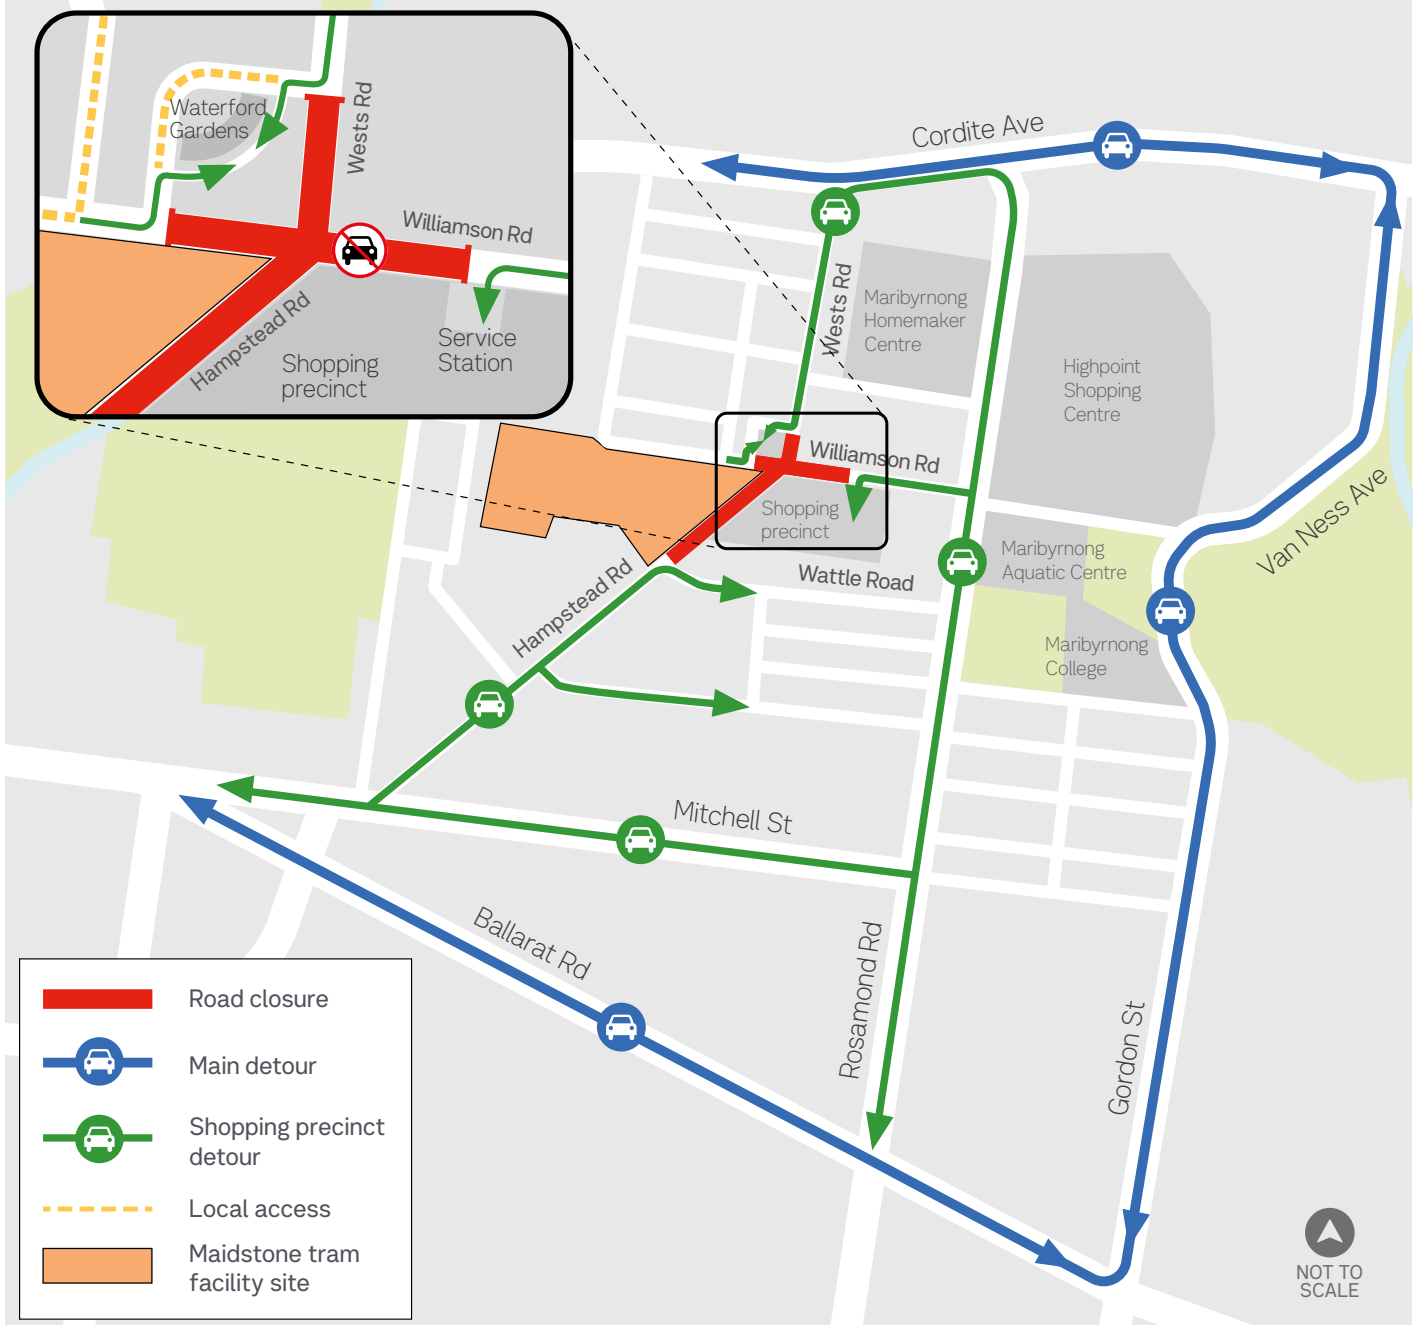 Waterford
Gardens
Wests Rd
Williamson Rd
Hampstead Rd
Shopping
precinct
Service
Station
Cordite Ave
Wests Rd
Maribyrnong
Homemaker
Centre
Highpoint
Shopping
Centre
Williamson Rd
Shopping
precinct
Van Ness Ave
Maribyrnong
Aquatic Centre
Wattle Road
Hampstead Rd
Maribyrnong
College
Mitchell St
Ballarat Rd
Rosamond Rd
Gordon St
Road closure
Main detour
Shopping precinct
detour
Local access
Maidstone tram
facility site
NOT TO
SCALE